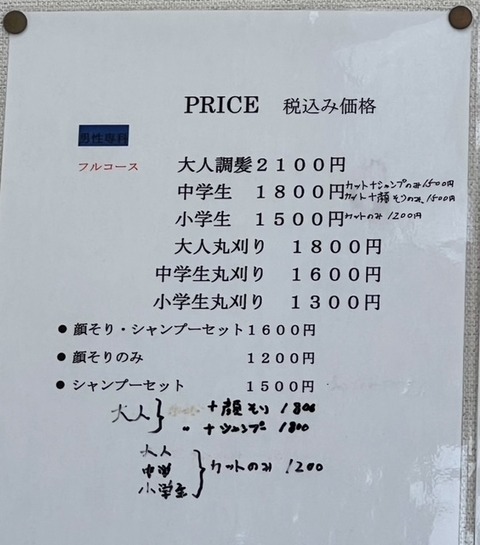 PRICE 税込み価格
男性専科
フルコース 大人調髪2100円
中学生 1800円 カット+シャンプのみ1500円
カット+顔そりのみ1500円
小学生 1500円 カットのみ1200円
大人丸刈り 1800円
中学生丸刈り 1600円
小学生丸刈り 1300円
● 顔そり・シャンプーセット1600円
● 顔そりのみ 1200円
● シャンプーセット 1500円
大人} +顔そり 1800
〃 +シャンプ 1800
大人
中学 } カットのみ 1200
小学生